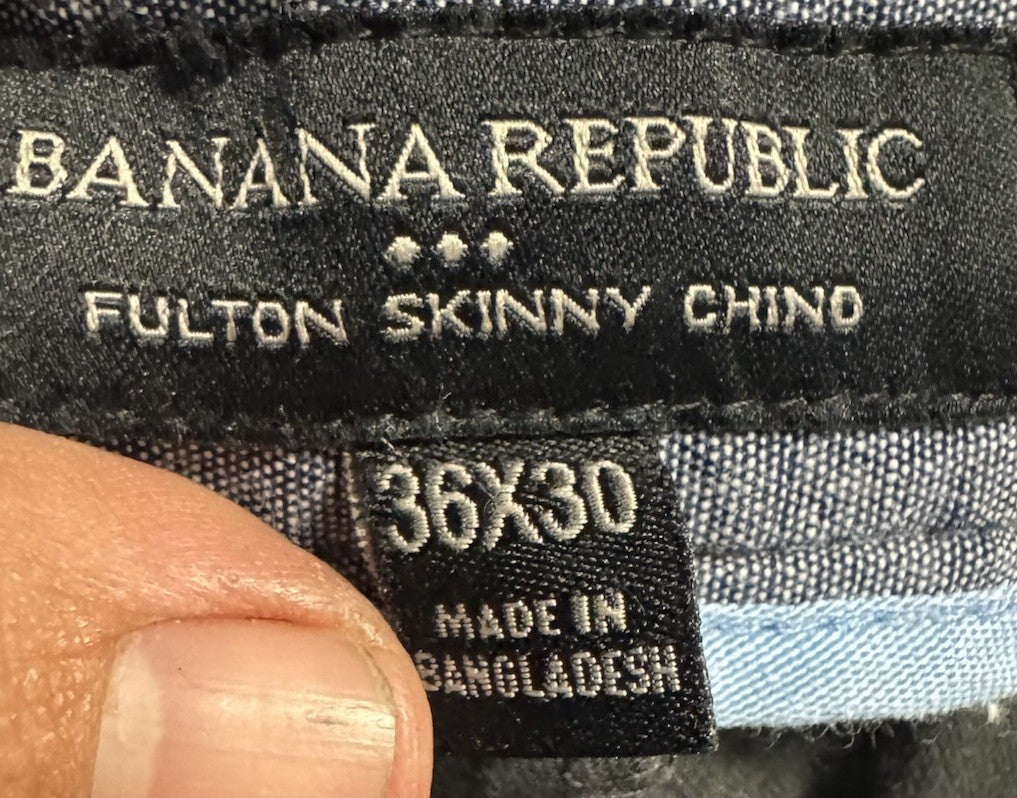 BANANA REPUBLIC
FULTON SKINNY CHINO
36X30
MADE IN
BANGLADESH